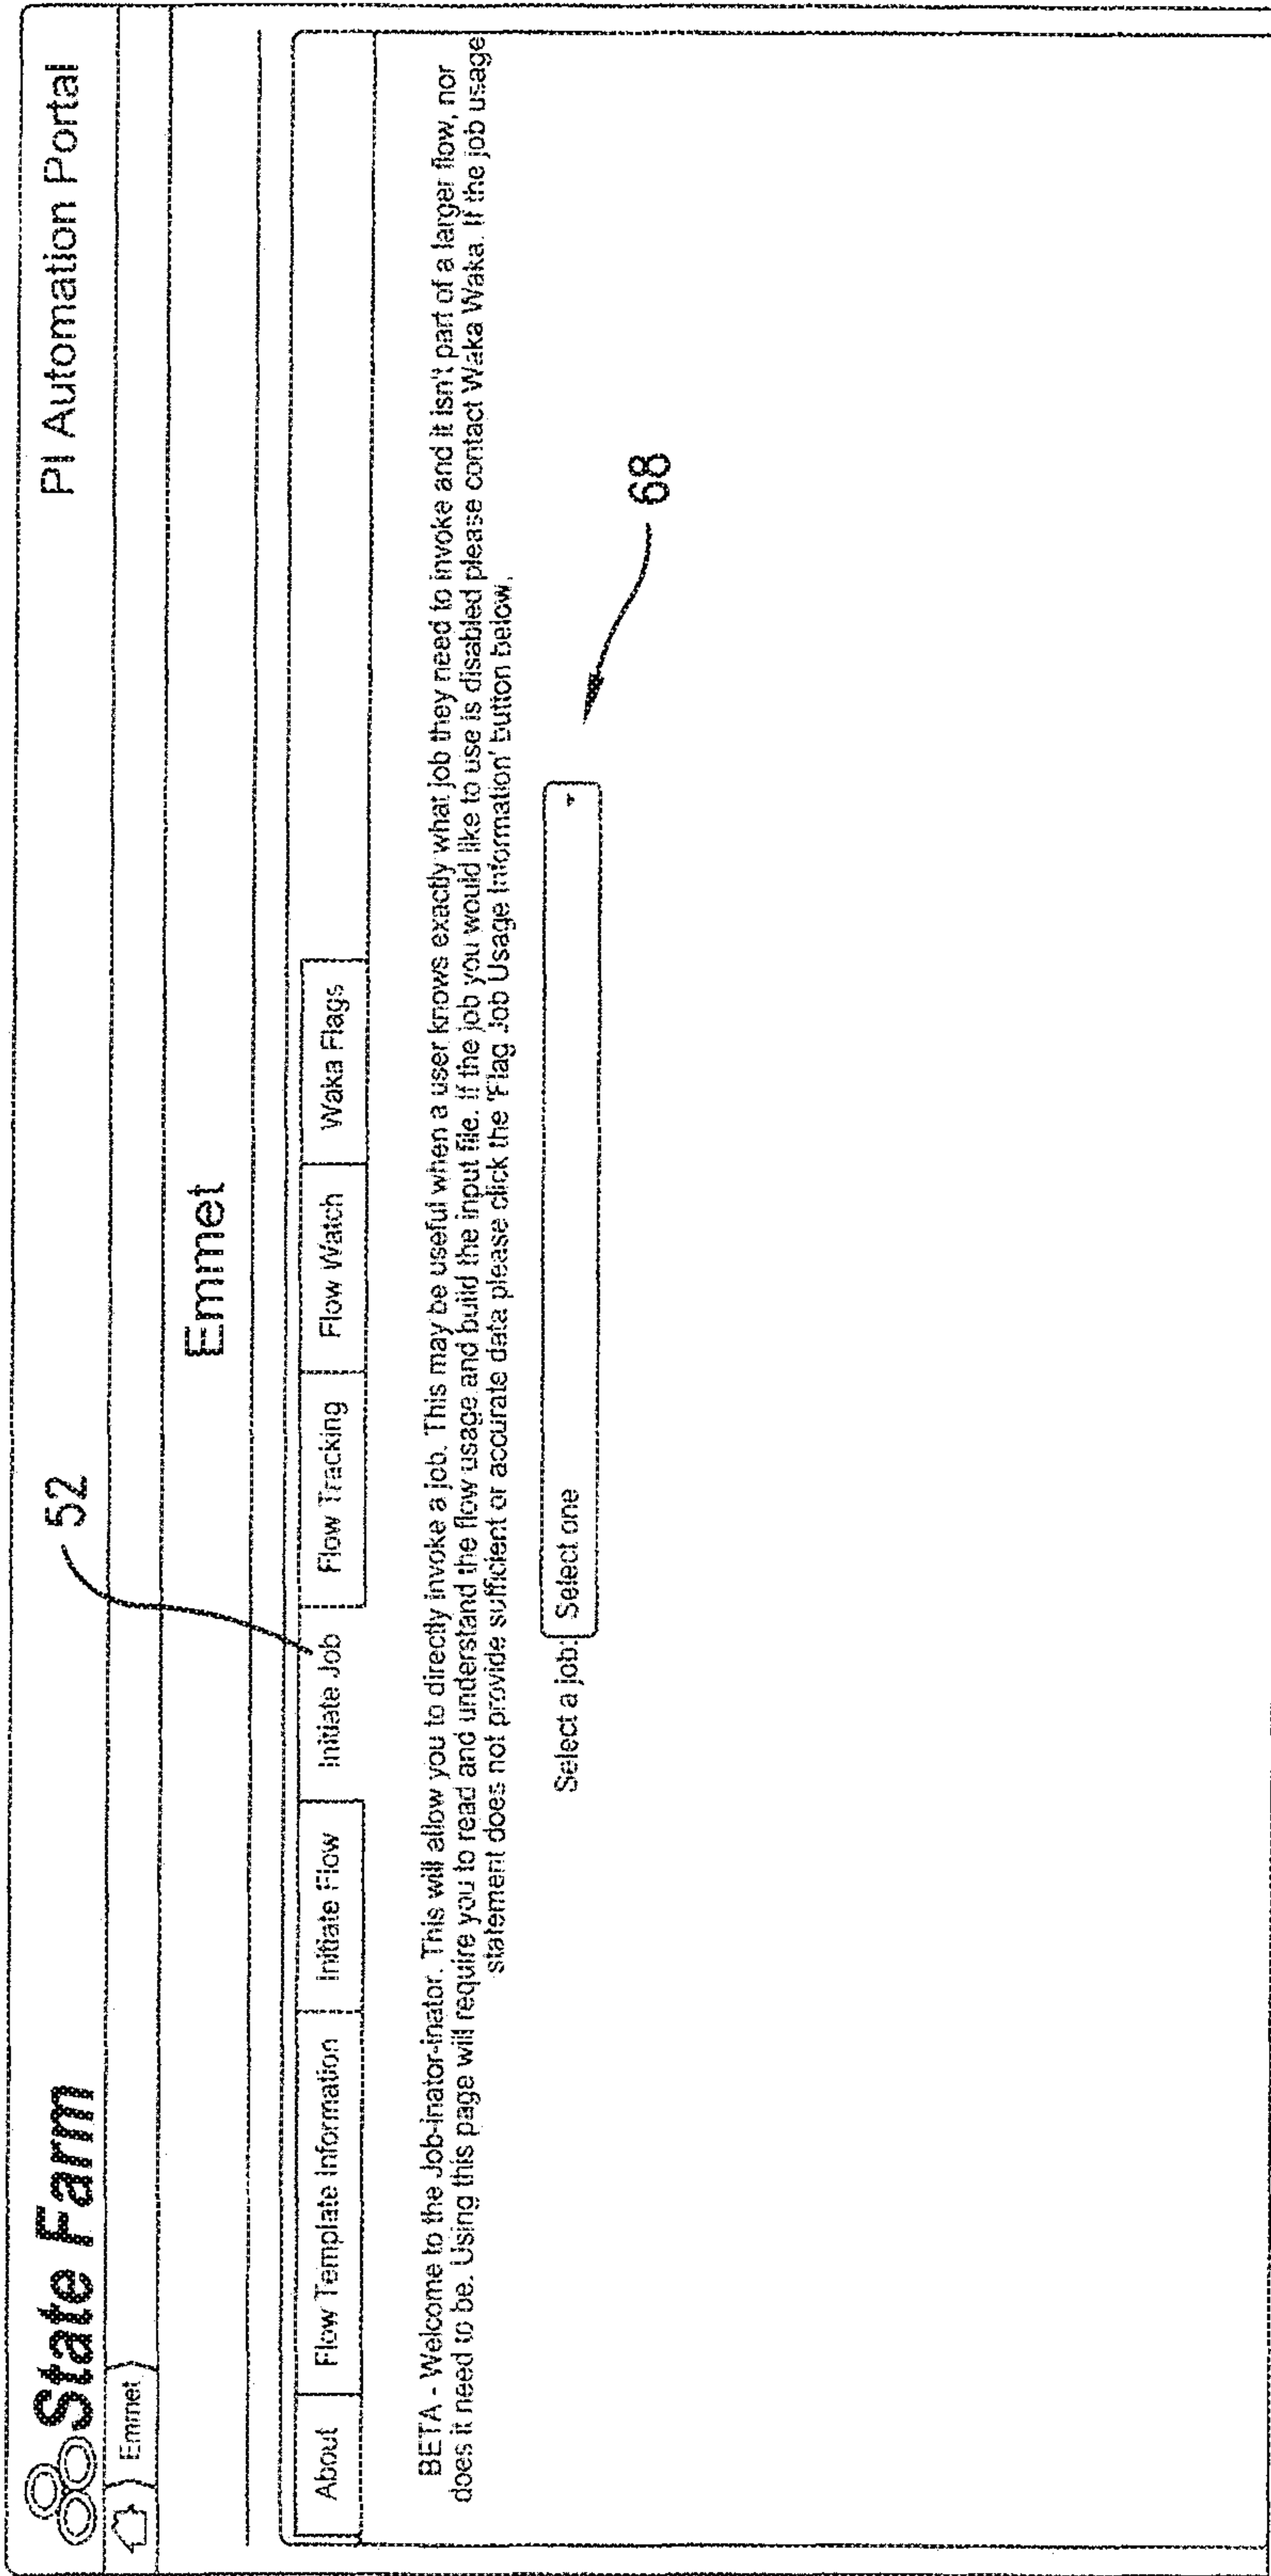 State Farm
PI Automation Portal
Emmet
52
Emmet
About
Flow Template Information
Initiate Flow
Initiate Job
Flow Tracking
Flow Watch
Waka Flags
BETA - Welcome to the Job-inator-inator. This will allow you to directly invoke a job. This may be useful when a user knows exactly what job they need to invoke and it isn't part of a larger flow, nor
does it need to be. Using this page will require you to read and understand the flow usage and build the input file. If the job you would like to use is disabled please contact Waka Waka. If the job usage
statement does not provide sufficient or accurate data please click the 'Flag Job Usage Information' button below.
Select a job: Select one
68